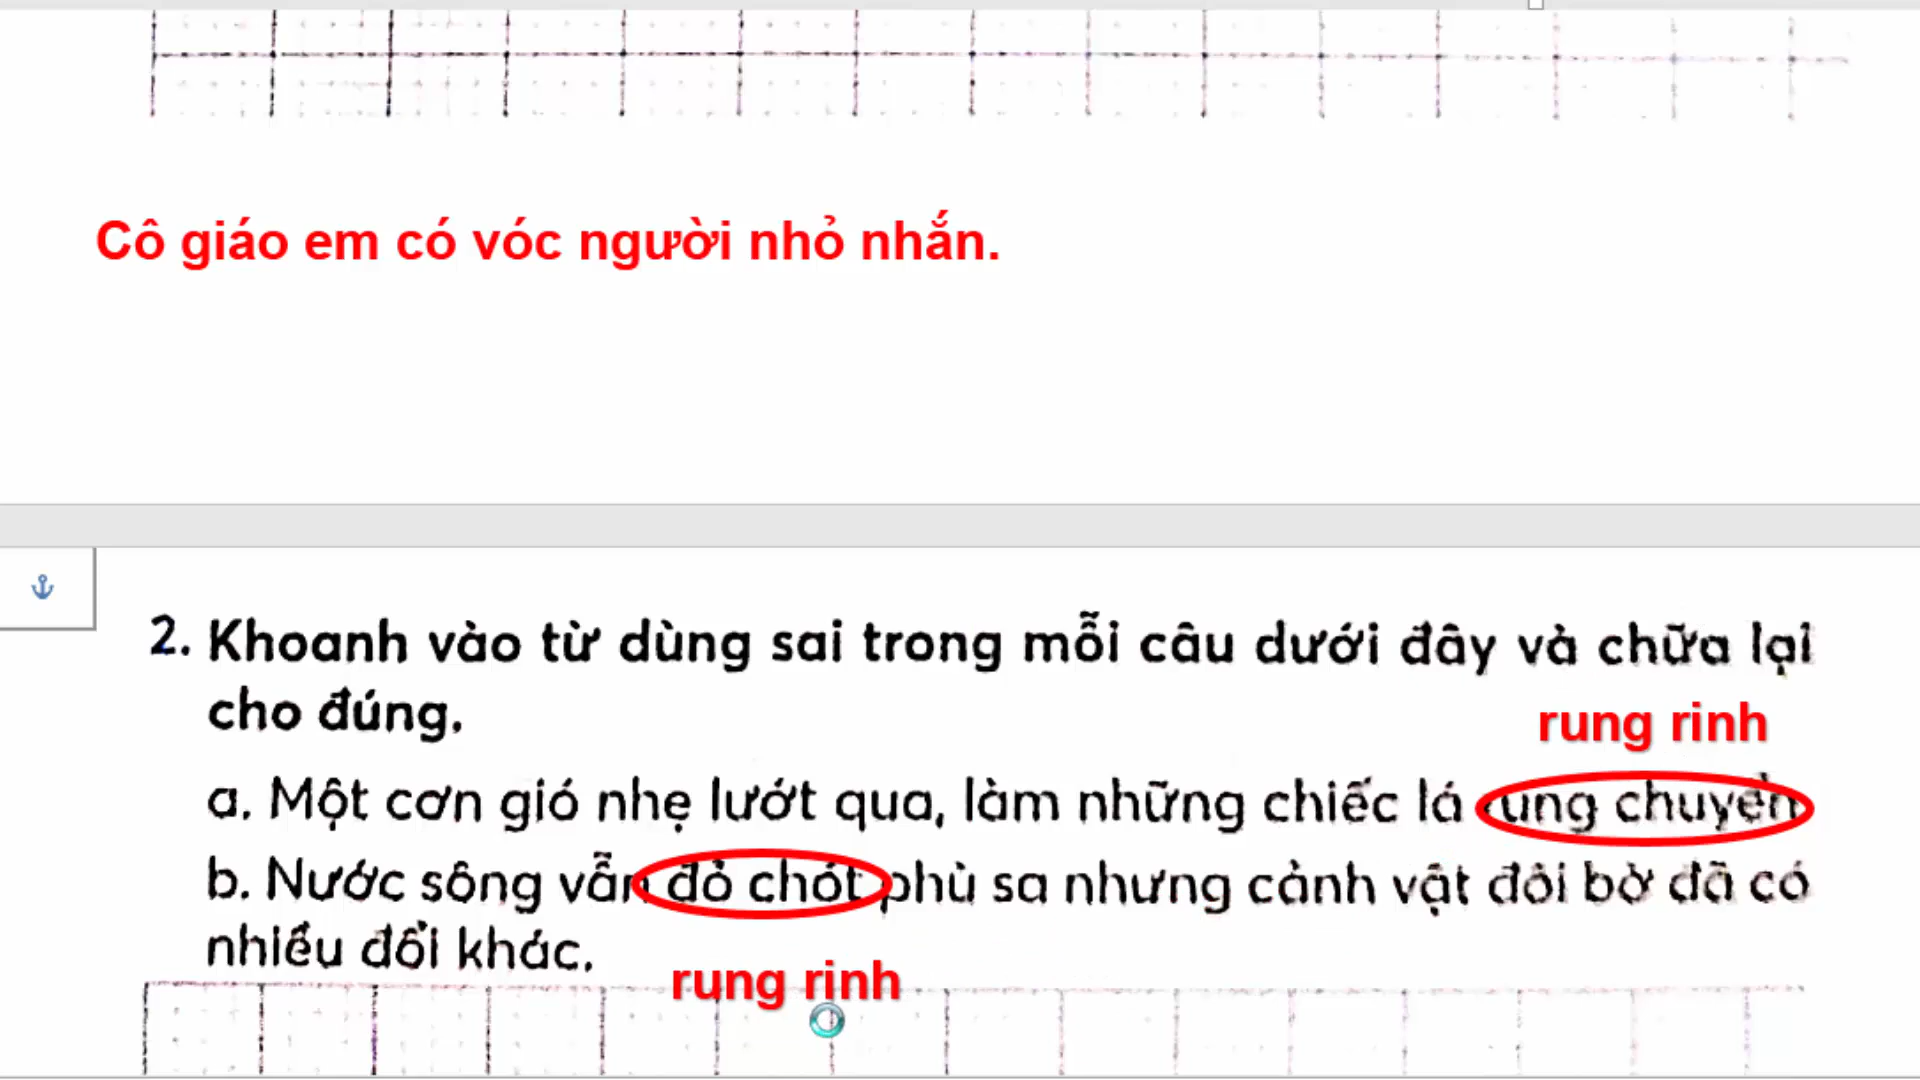 Cô giáo em có vóc người nhỏ nhắn.
2. Khoanh vào từ dùng sai trong mỗi câu dưới đây và chữa lại
cho đúng.
rung rinh
a. Một cơn gió nhẹ lướt qua, làm những chiếc lá rung chuyển
b. Nước sông vẫn đỏ chót phù sa nhưng cảnh vật đôi bờ đã có
nhiều đổi khác.
rung rinh